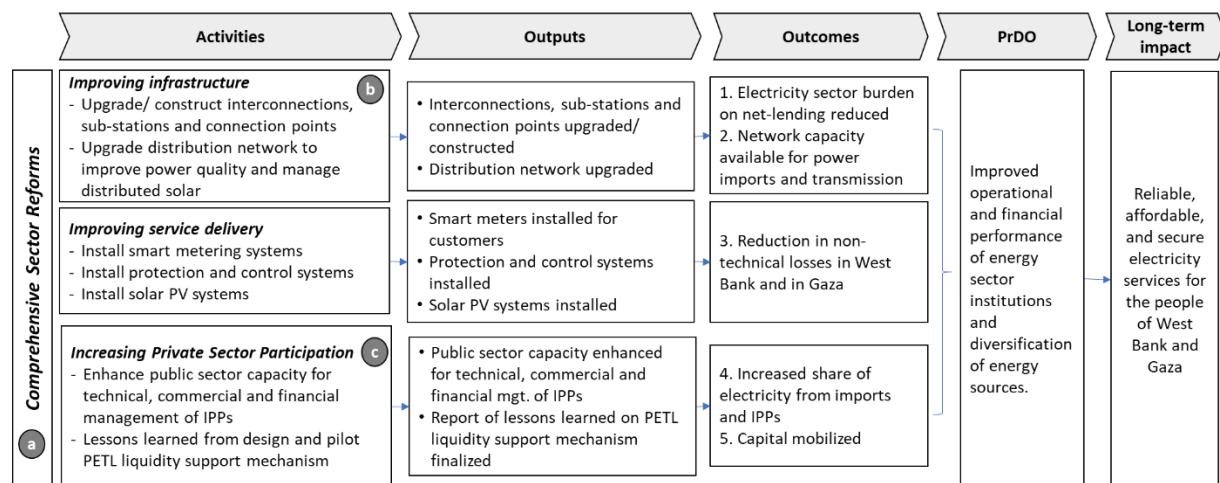 Activities
Outputs
Outcomes
PrDO
Long-term
impact
Comprehensive Sector Reforms
a
Improving infrastructure
b
- Upgrade/ construct interconnections,
sub-stations and connection points
- Upgrade distribution network to
improve power quality and manage
distributed solar
• Interconnections, sub-stations and
connection points upgraded/
constructed
• Distribution network upgraded
1. Electricity sector burden
on net-lending reduced
2. Network capacity
available for power
imports and transmission
Improving service delivery
- Install smart metering systems
- Install protection and control systems
- Install solar PV systems
• Smart meters installed for
customers
• Protection and control systems
installed
• Solar PV systems installed
3. Reduction in non-
technical losses in West
Bank and in Gaza
Increasing Private Sector Participation
c
- Enhance public sector capacity for
technical, commercial and financial
management of IPPs
- Lessons learned from design and pilot
PETL liquidity support mechanism
• Public sector capacity enhanced
for technical, commercial and
financial mgt. of IPPs
• Report of lessons learned on PETL
liquidity support mechanism
finalized
4. Increased share of
electricity from imports
and IPPs
5. Capital mobilized
Improved
operational
and financial
performance
of energy
sector
institutions
and
diversification
of energy
sources.
Reliable,
affordable,
and secure
electricity
services for
the people
of West
Bank and
Gaza